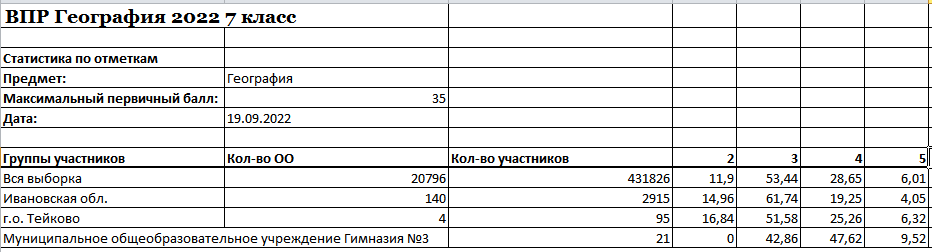 ВПР География 2022 7 класс
Статистика по отметкам
Предмет: География
Максимальный первичный балл: 35
Дата: 19.09.2022
Группы участников Кол-во ОО Кол-во участников 2 3 4 5
Вся выборка 20796 431826 11,9 53,44 28,65 6,01
Ивановская обл. 140 2915 14,96 61,74 19,25 4,05
г.о. Тейково 4 95 16,84 51,58 25,26 6,32
Муниципальное общеобразовательное учреждение Гимназия №3 21 0 42,86 47,62 9,52